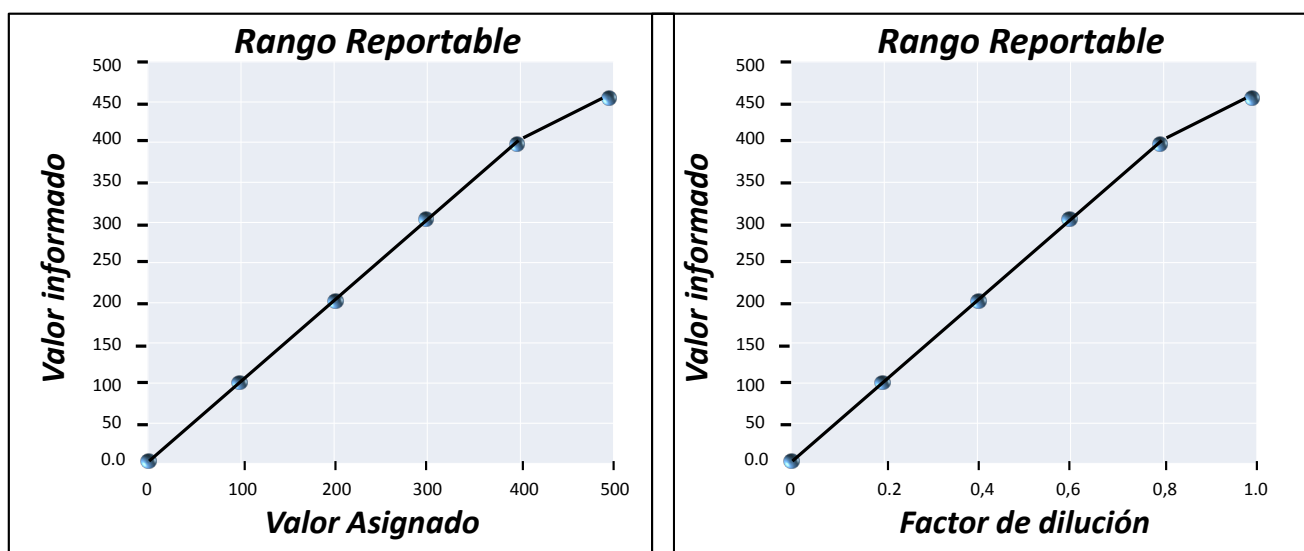 Rango Reportable
500
450
400
350
300
250
200
150
100
50
0.0
Valor informado
0 100 200 300 400 500
Valor Asignado
Rango Reportable
500
450
400
350
300
250
200
150
100
50
0.0
Valor informado
0 0.2 0,4 0,6 0,8 1.0
Factor de dilución